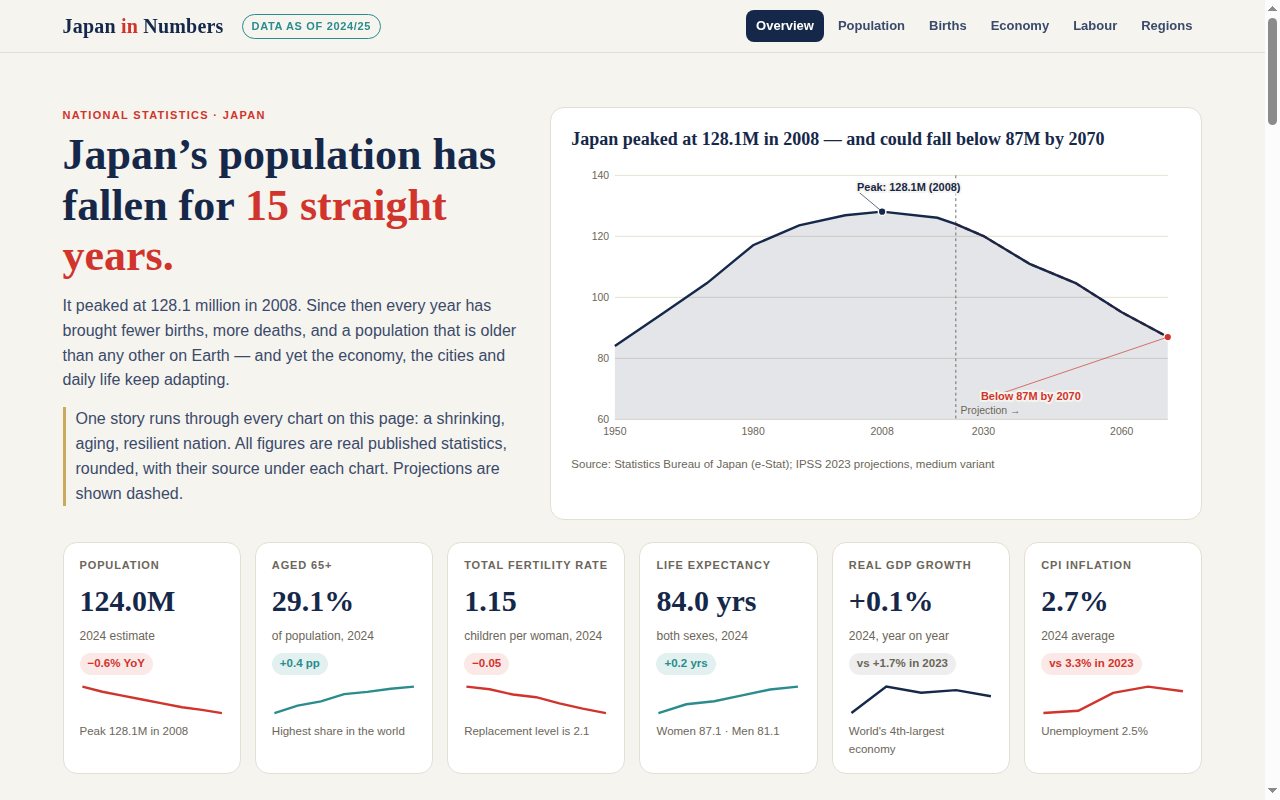 Japan in Numbers
DATA AS OF 2024/25
Overview
Population
Births
Economy
Labour
Regions
NATIONAL STATISTICS · JAPAN
Japan’s population has
fallen for 15 straight
years.
It peaked at 128.1 million in 2008. Since then every year has
brought fewer births, more deaths, and a population that is older
than any other on Earth — and yet the economy, the cities and
daily life keep adapting.
One story runs through every chart on this page: a shrinking,
aging, resilient nation. All figures are real published statistics,
rounded, with their source under each chart. Projections are
shown dashed.
Japan peaked at 128.1M in 2008 — and could fall below 87M by 2070
140
120
100
80
60
Peak: 128.1M (2008)
Below 87M by 2070
Projection →
1950
1980
2008
2030
2060
Source: Statistics Bureau of Japan (e-Stat); IPSS 2023 projections, medium variant
POPULATION
124.0M
2024 estimate
−0.6% YoY
Peak 128.1M in 2008
AGED 65+
29.1%
of population, 2024
+0.4 pp
Highest share in the world
TOTAL FERTILITY RATE
1.15
children per woman, 2024
−0.05
Replacement level is 2.1
LIFE EXPECTANCY
84.0 yrs
both sexes, 2024
+0.2 yrs
Women 87.1 · Men 81.1
REAL GDP GROWTH
+0.1%
2024, year on year
vs +1.7% in 2023
World's 4th-largest
economy
CPI INFLATION
2.7%
2024 average
vs 3.3% in 2023
Unemployment 2.5%